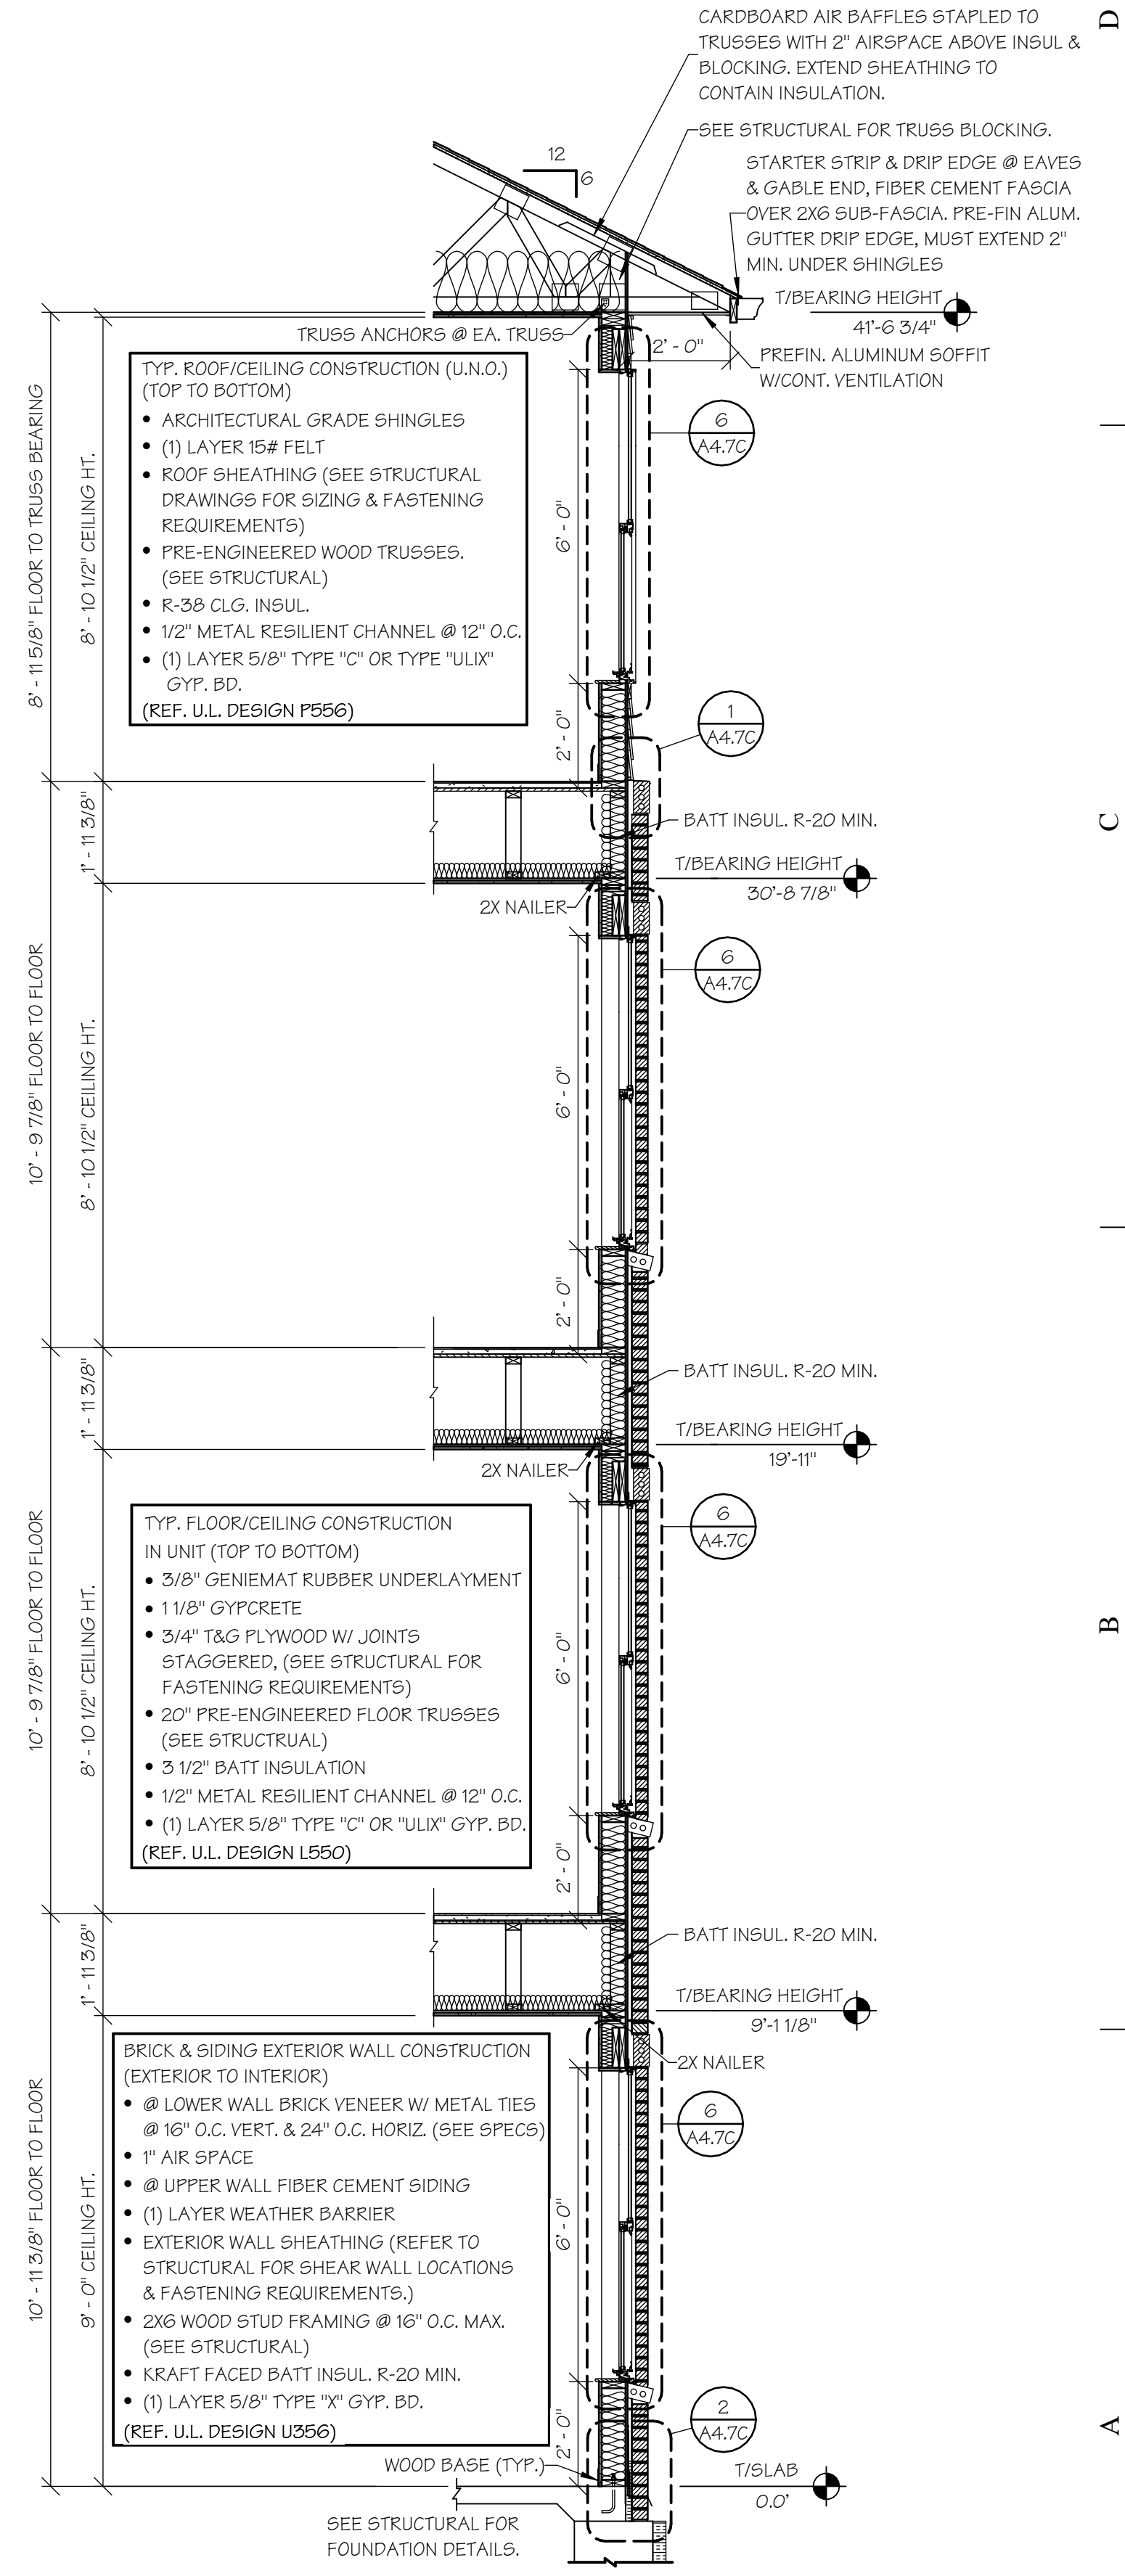 CARDBOARD AIR BAFFLES STAPLED TO
TRUSSES WITH 2" AIRSPACE ABOVE INSUL &
BLOCKING. EXTEND SHEATHING TO
CONTAIN INSULATION.
D
SEE STRUCTURAL FOR TRUSS BLOCKING.
12
6
STARTER STRIP & DRIP EDGE @ EAVES
& GABLE END, FIBER CEMENT FASCIA
OVER 2X6 SUB-FASCIA. PRE-FIN ALUM.
GUTTER DRIP EDGE, MUST EXTEND 2"
MIN. UNDER SHINGLES
T/BEARING HEIGHT
41'-6 3/4"
TRUSS ANCHORS @ EA. TRUSS
2' - 0"
PREFIN. ALUMINUM SOFFIT
W/CONT. VENTILATION
8' - 11 5/8" FLOOR TO TRUSS BEARING
8' - 10 1/2" CEILING HT.
TYP. ROOF/CEILING CONSTRUCTION (U.N.O.)
(TOP TO BOTTOM)
• ARCHITECTURAL GRADE SHINGLES
• (1) LAYER 15# FELT
• ROOF SHEATHING (SEE STRUCTURAL
DRAWINGS FOR SIZING & FASTENING
REQUIREMENTS)
• PRE-ENGINEERED WOOD TRUSSES.
(SEE STRUCTURAL)
• R-38 CLG. INSUL.
• 1/2" METAL RESILIENT CHANNEL @ 12" O.C.
• (1) LAYER 5/8" TYPE "C" OR TYPE "ULIX"
GYP. BD.
(REF. U.L. DESIGN P556)
6' - 0"
6
A4.7C
2' - 0"
1
A4.7C
C
1' - 11 3/8"
BATT INSUL. R-20 MIN.
T/BEARING HEIGHT
30'-8 7/8"
2X NAILER
6
A4.7C
10' - 9 7/8" FLOOR TO FLOOR
8' - 10 1/2" CEILING HT.
6' - 0"
2' - 0"
1' - 11 3/8"
BATT INSUL. R-20 MIN.
T/BEARING HEIGHT
19'-11"
2X NAILER
6
A4.7C
B
10' - 9 7/8" FLOOR TO FLOOR
8' - 10 1/2" CEILING HT.
TYP. FLOOR/CEILING CONSTRUCTION
IN UNIT (TOP TO BOTTOM)
• 3/8" GENIEMAT RUBBER UNDERLAYMENT
• 1 1/8" GYPCRETE
• 3/4" T&G PLYWOOD W/ JOINTS
STAGGERED, (SEE STRUCTURAL FOR
FASTENING REQUIREMENTS)
• 20" PRE-ENGINEERED FLOOR TRUSSES
(SEE STRUCTRUAL)
• 3 1/2" BATT INSULATION
• 1/2" METAL RESILIENT CHANNEL @ 12" O.C.
• (1) LAYER 5/8" TYPE "C" OR "ULIX" GYP. BD.
(REF. U.L. DESIGN L550)
6' - 0"
2' - 0"
1' - 11 3/8"
BATT INSUL. R-20 MIN.
T/BEARING HEIGHT
9'-1 1/8"
2X NAILER
6
A4.7C
10' - 11 3/8" FLOOR TO FLOOR
9' - 0" CEILING HT.
BRICK & SIDING EXTERIOR WALL CONSTRUCTION
(EXTERIOR TO INTERIOR)
• @ LOWER WALL BRICK VENEER W/ METAL TIES
@ 16" O.C. VERT. & 24" O.C. HORIZ. (SEE SPECS)
• 1" AIR SPACE
• @ UPPER WALL FIBER CEMENT SIDING
• (1) LAYER WEATHER BARRIER
• EXTERIOR WALL SHEATHING (REFER TO
STRUCTURAL FOR SHEAR WALL LOCATIONS
& FASTENING REQUIREMENTS.)
• 2X6 WOOD STUD FRAMING @ 16" O.C. MAX.
(SEE STRUCTURAL)
• KRAFT FACED BATT INSUL. R-20 MIN.
• (1) LAYER 5/8" TYPE "X" GYP. BD.
(REF. U.L. DESIGN U356)
6' - 0"
2' - 0"
2
A4.7C
A
WOOD BASE (TYP.)
T/SLAB
0.0'
SEE STRUCTURAL FOR
FOUNDATION DETAILS.